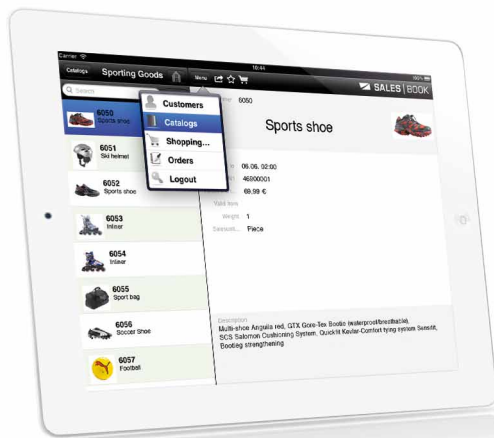 Carrier
16:44
100%
Catalogs
Sporting Goods
Menu
SALES | BOOK
Search
Customers
Catalogs
Shopping...
Orders
Logout
6050
Sports shoe
6051
Ski helmet
6052
Sports shoe
6053
Inliner
6054
Inliner
6055
Sport bag
6056
Soccer Shoe
6057
Football
6050
Sports shoe
06.06. 02:00
46900001
69.99 €
Weight 1
Piece
Description
Multi-shoe Anguila red, GTX Gore-Tex Bootie (waterproof/breathable),
SCS Salomon Cushioning System, Quickfit Kevlar-Comfort tying system Sensifit,
Bootleg strengthening